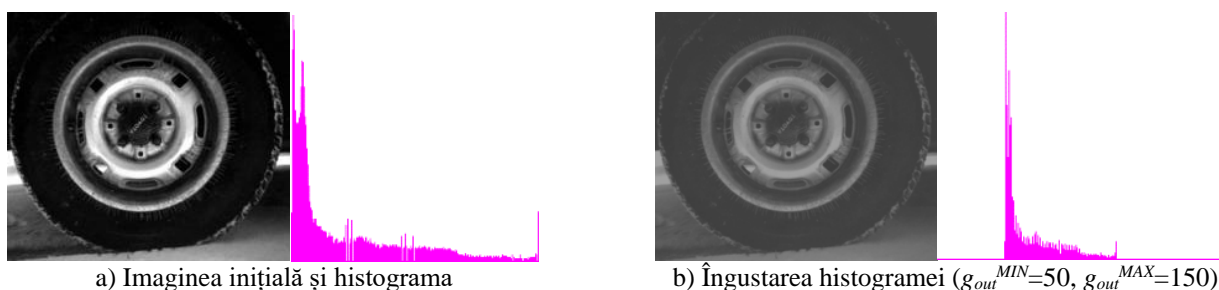 a) Imaginea inițială și histograma
b) Îngustarea histogramei (g_out^MIN=50, g_out^MAX=150)